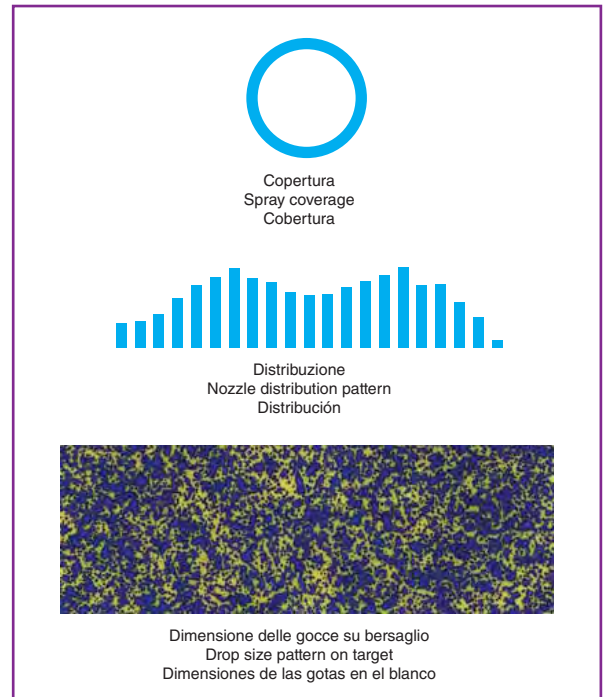 Copertura
Spray coverage
Cobertura
Distribuzione
Nozzle distribution pattern
Distribución
Dimensione delle gocce su bersaglio
Drop size pattern on target
Dimensiones de las gotas en el blanco